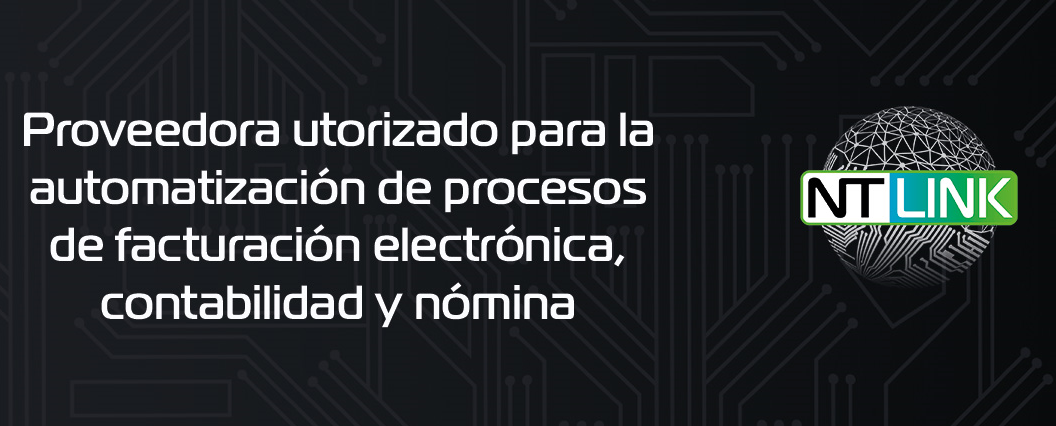 Proveedora utorizado para la
automatización de procesos
de facturación electrónica,
contabilidad y nómina
NT LINK